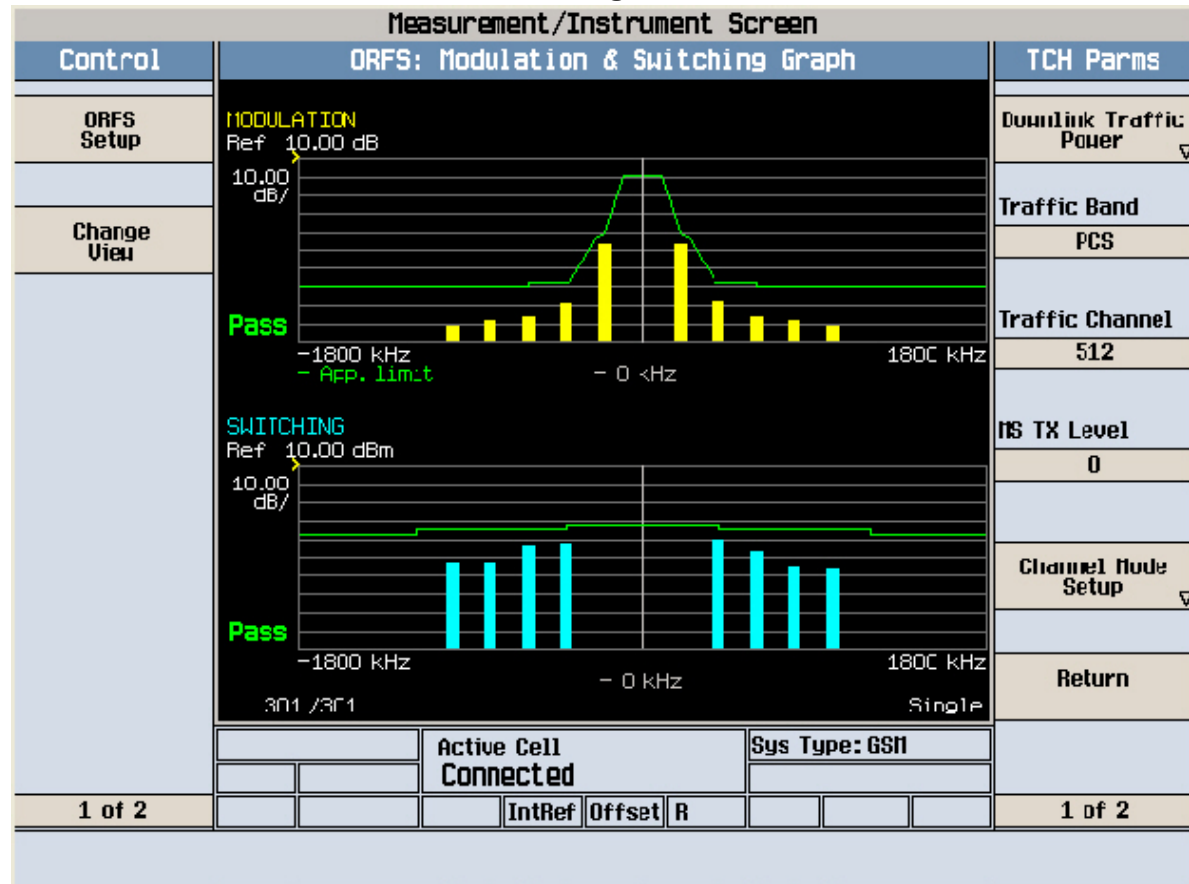 Measurement/Instrument Screen
Control
ORFS: Modulation & Switching Graph
TCH Parms
ORFS
Setup
Change
View
1 of 2
MODULATION
Ref 10.00 dB
10.00
dB/
Pass
-1800 kHz
1800 kHz
- App. limit
- 0 kHz
SWITCHING
Ref 10.00 dBm
10.00
dB/
Pass
-1800 kHz
1800 kHz
- 0 kHz
301/301
Single
Active Cell
Connected
Sys Type: GSM
IntRef
Offset
R
Downlink Traffic
Power
Traffic Band
PCS
Traffic Channel
512
MS TX Level
0
Channel Mode
Setup
Return
1 of 2